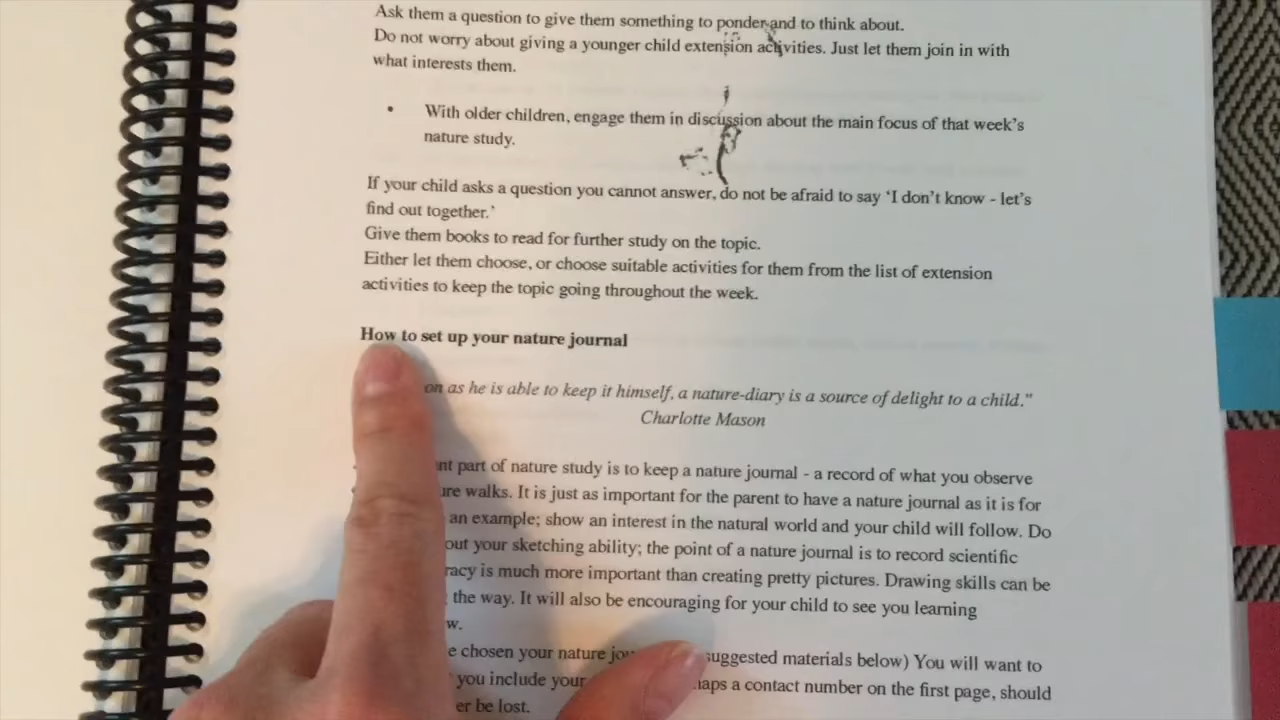 Ask them a question to give them something to ponder and to think about.
Do not worry about giving a younger child extension activities. Just let them join in with
what interests them.
• With older children, engage them in discussion about the main focus of that week's
nature study.
If your child asks a question you cannot answer, do not be afraid to say ‘I don’t know - let’s
find out together.’
Give them books to read for further study on the topic.
Either let them choose, or choose suitable activities for them from the list of extension
activities to keep the topic going throughout the week.
How to set up your nature journal
as he is able to keep it himself, a nature-diary is a source of delight to a child.”
Charlotte Mason
part of nature study is to keep a nature journal - a record of what you observe
walks. It is just as important for the parent to have a nature journal as it is for
an example; show an interest in the natural world and your child will follow. Do
your sketching ability; the point of a nature journal is to record scientific
is much more important than creating pretty pictures. Drawing skills can be
the way. It will also be encouraging for your child to see you learning
chosen your nature suggested materials below) You will want to
you include your a contact number on the first page, should
be lost.